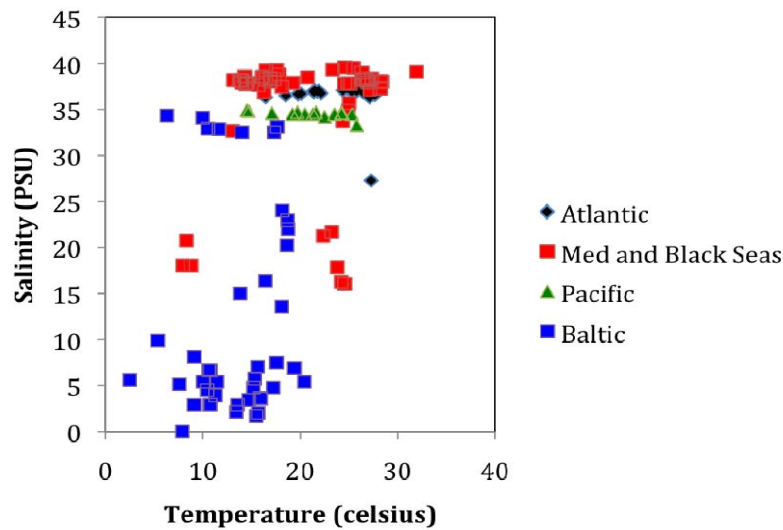 45
40
35
30
25
20
15
10
5
0
Salinity (PSU)
0 10 20 30 40
Temperature (celsius)
Atlantic
Med and Black Seas
Pacific
Baltic